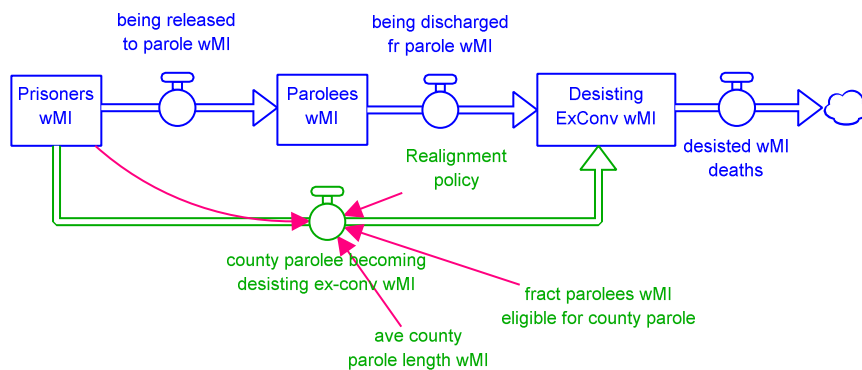 being released
to parole wMI
being discharged
fr parole wMI
Prisoners
wMI
Parolees
wMI
Desisting
ExConv wMI
desisted wMI
deaths
Realignment
policy
county parolee becoming
desisting ex-conv wMI
fract parolees wMI
eligible for county parole
ave county
parole length wMI